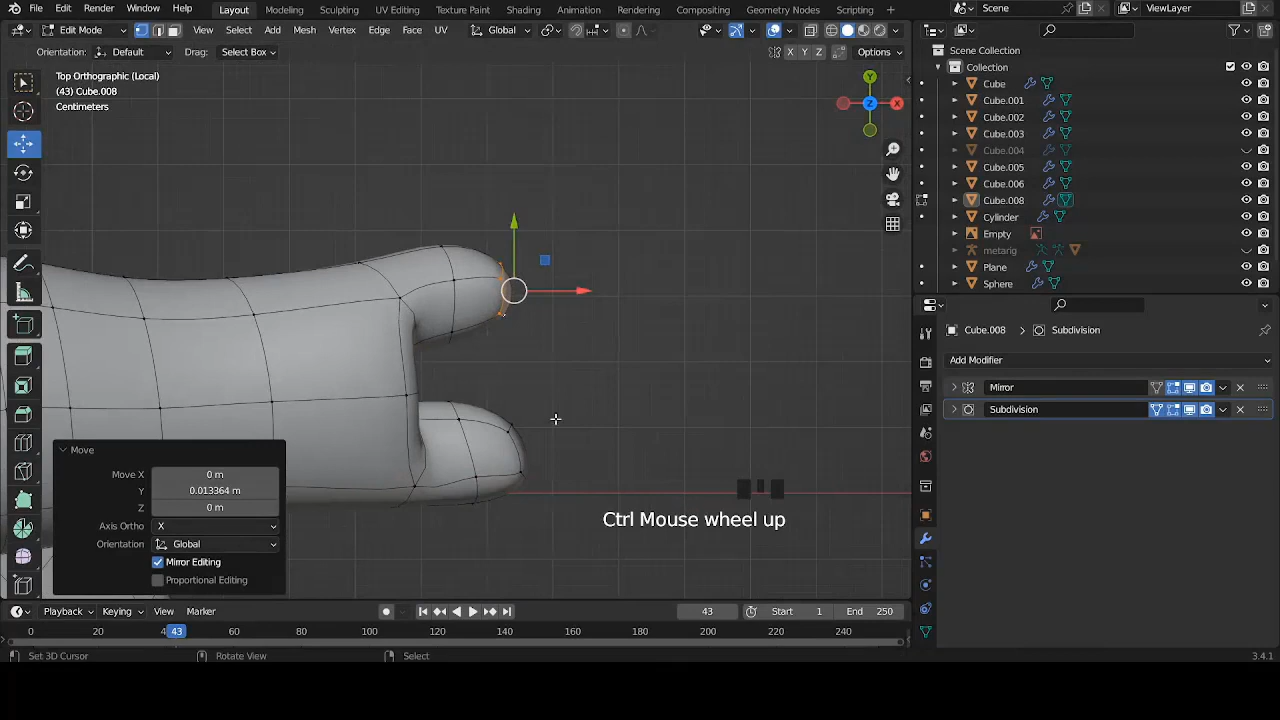 File Edit Render Window Help Layout Modeling Sculpting UV Editing Texture Paint Shading Animation Rendering Compositing Geometry Nodes Scripting Scene ViewLayer
Edit Mode View Select Add Mesh Vertex Edge Face UV Global
Orientation: Default Drag: Select Box X Y Z Options
Top Orthographic (Local)
(43) Cube.008
Centimeters
Y
Z
X
Scene Collection
Collection
Cube
Cube.001
Cube.002
Cube.003
Cube.004
Cube.005
Cube.006
Cube.008
Cylinder
Empty
metarig
Plane
Sphere
Cube.008 Subdivision
Add Modifier
Mirror
Subdivision
Move
Move X 0 m
Y 0.013364 m
Z 0 m
Axis Ortho X
Orientation Global
Mirror Editing
Proportional Editing
Ctrl Mouse wheel up
Playback Keying View Marker 43 Start 1 End 250
0 20 43 60 80 100 120 140 160 180 200 220 240
Set 3D Cursor Rotate View Select 3.4.1